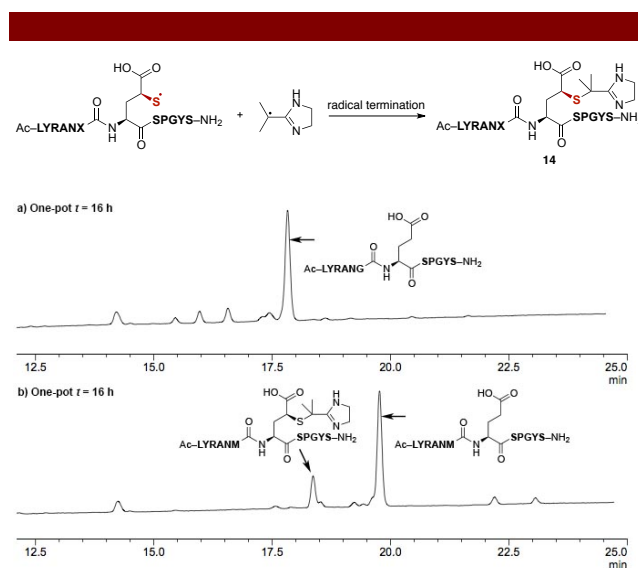 HO
O
S•
O
Ac–LYRANX
N
H
O
SPGYS–NH2
+
H
N
N
radical termination
HO
O
S
H
N
N
O
Ac–LYRANX
N
H
O
SPGYS–NH
14
a) One-pot t = 16 h
HO
O
O
Ac–LYRANG
N
H
O
SPGYS–NH2
12.5 15.0 17.5 20.0 22.5 25.0
min
b) One-pot t = 16 h
HO
O
S
H
N
N
O
Ac–LYRANM
N
H
O
SPGYS–NH2
HO
O
O
Ac–LYRANM
N
H
O
SPGYS–NH2
12.5 15.0 17.5 20.0 22.5 25.0
min